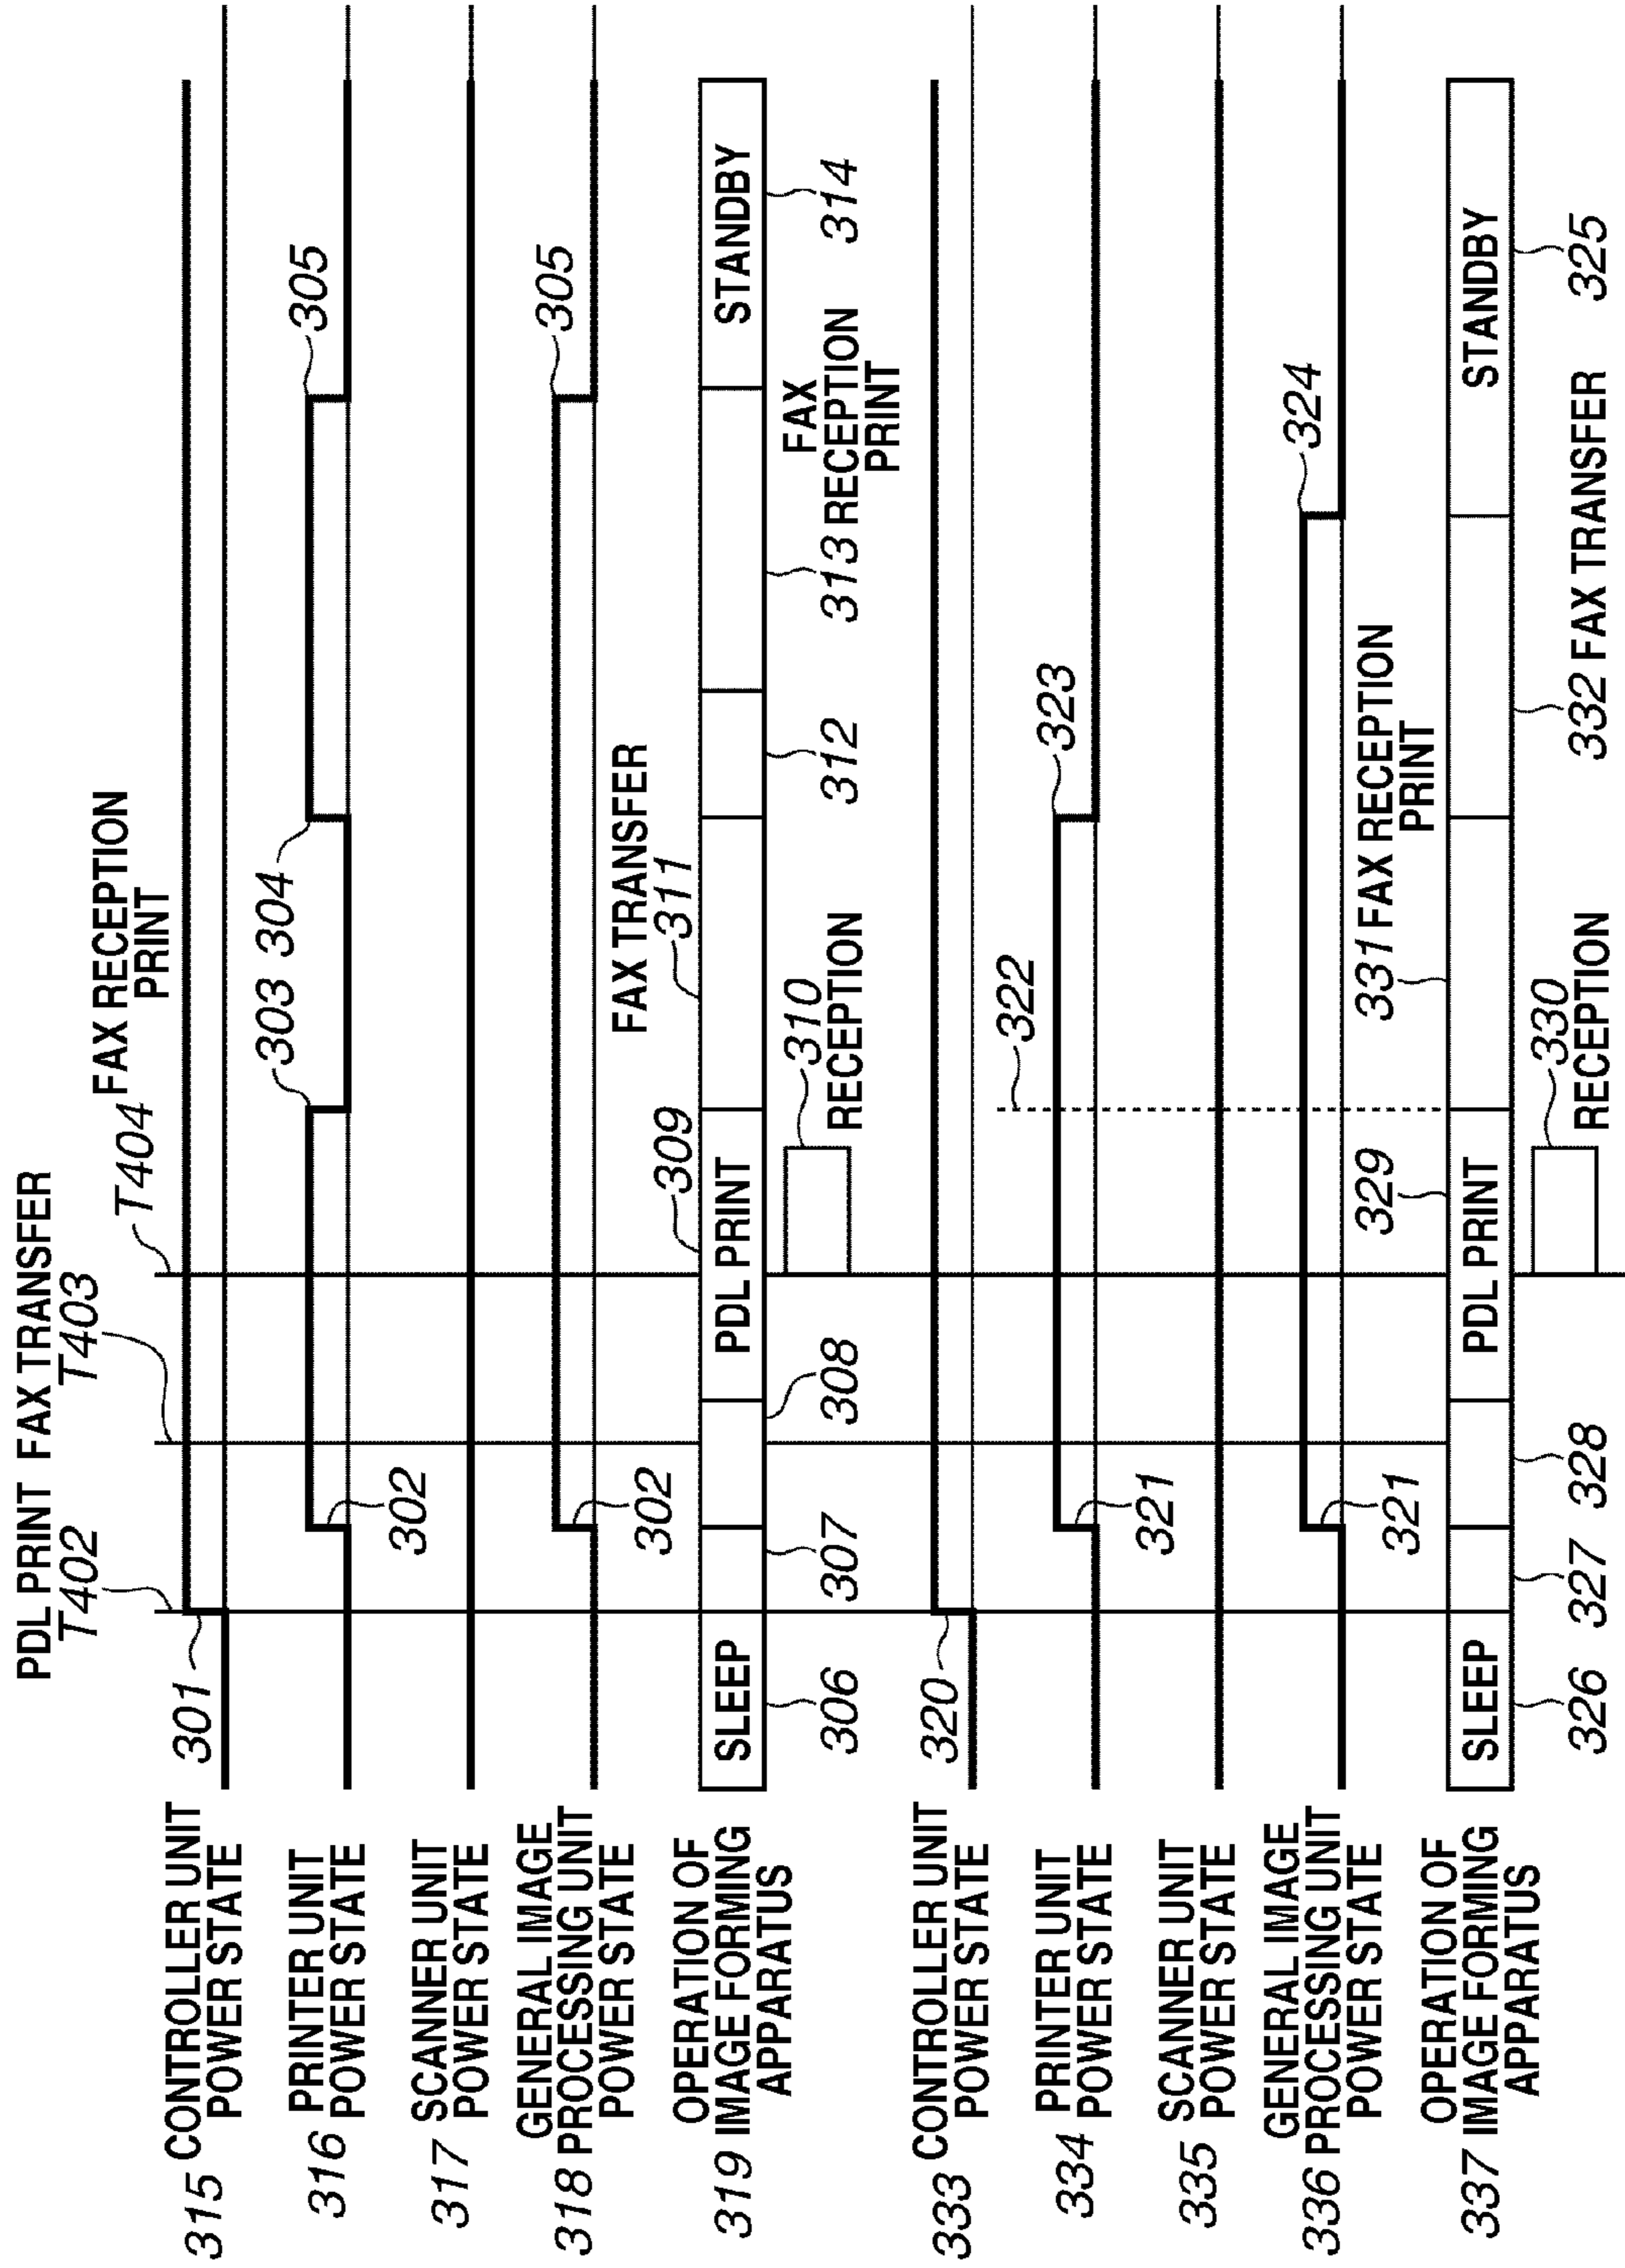 PDL PRINT FAX TRANSFER
T402
T403
T404
FAX RECEPTION
PRINT
315 CONTROLLER UNIT
POWER STATE
301
316 PRINTER UNIT
POWER STATE
302
303
304
305
317 SCANNER UNIT
POWER STATE
GENERAL IMAGE
318 PROCESSING UNIT
POWER STATE
302
305
FAX TRANSFER
309
311
OPERATION OF
319 IMAGE FORMING
APPARATUS
SLEEP
PDL PRINT
STANDBY
306
307
308
310
RECEPTION
312
FAX
313 RECEPTION
PRINT
314
333 CONTROLLER UNIT
POWER STATE
320
334 PRINTER UNIT
POWER STATE
321
322
323
335 SCANNER UNIT
POWER STATE
GENERAL IMAGE
336 PROCESSING UNIT
POWER STATE
321
324
329
331 FAX RECEPTION
PRINT
OPERATION OF
337 IMAGE FORMING
APPARATUS
SLEEP
PDL PRINT
STANDBY
326
327
328
330
RECEPTION
332 FAX TRANSFER
325